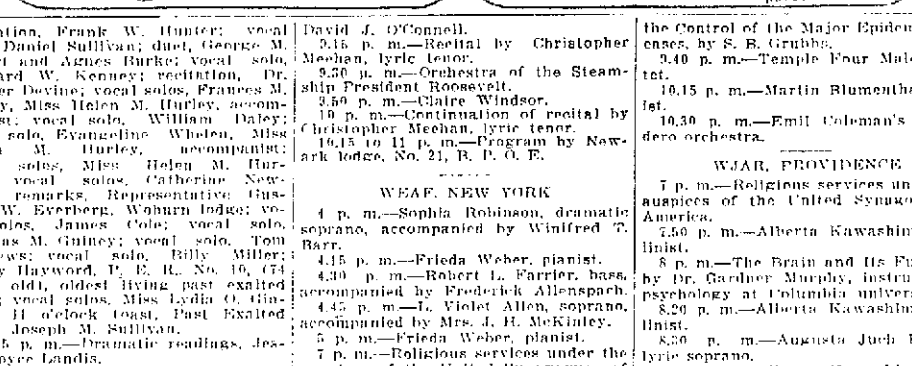 ation, Frank W. Hunter; vocal
Daniel Sullivan; duet, George M.
rt and Agnes Burke; vocal solo,
ard W. Kenney; recitation, Dr.
er Devine; vocal solos, Frances M.
y, Miss Helen M. Hurley, accom-
st; vocal solo, William Daley;
solo, Evangeline Whelen, Miss
M. Hurley, accompanist;
solos, Miss Helen M. Hur-
vocal solos, Catherine New-
remarks, Representative Gus-
W. Everberg, Woburn lodge; vo-
olos, James Cole; vocal solo,
as M. Guiney; vocal solo, Tom
ws; vocal solo, Billy Miller;
y Hayword, P. E. R., No. 10, (74
old), oldest living past exalted
; vocal solos, Miss Lydia O. Gin-
11 o'clock toast, Past Exalted
Joseph M. Sullivan.
5 p. m.—Dramatic readings, Jes-
oyce Landis.
David J. O'Connell.
9.15 p. m.—Recital by Christopher
Meehan, lyric tenor.
9.30 p. m.—Orchestra of the Steam-
ship President Roosevelt.
9.50 p. m.—Claire Windsor.
10 p. m.—Continuation of recital by
Christopher Meehan, lyric tenor.
10.15 to 11 p. m.—Program by New-
ark lodge, No. 21, B. P. O. E.
WEAF, NEW YORK
4 p. m.—Sophia Robinson, dramatic
soprano, accompanied by Winifred T.
Barr.
4.15 p. m.—Frieda Weber, pianist.
4.30 p. m.—Robert L. Farrier, bass,
accompanied by Frederick Allenspach.
4.45 p. m.—L. Violet Allen, soprano,
accompanied by Mrs. J. H. McKinley.
5 p. m.—Frieda Weber, pianist.
7 p. m.—Religious services under the
the Control of the Major Epidem
eases, by S. B. Grubbs.
9.40 p. m.—Temple Four Male
tet.
10.15 p. m.—Martin Blumentha
ist.
10.30 p. m.—Emil Coleman's
dero orchestra.
WJAR, PROVIDENCE
7 p. m.—Religious services un
auspices of the United Synago
America.
7.50 p. m.—Alberta Kawashim
linist.
8 p. m.—The Brain and Its Fu
by Dr. Gardner Murphy, instru
psychology at Columbia univers
8.20 p. m.—Alberta Kawashim
linist.
8.30 p. m.—Augusta Juch
lyric soprano.